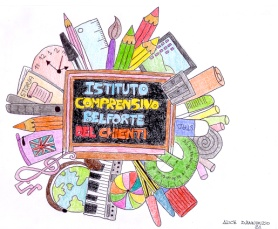 ISTITUTO
COMPRENSIVO
BELFORTE
DEL CHIENTI